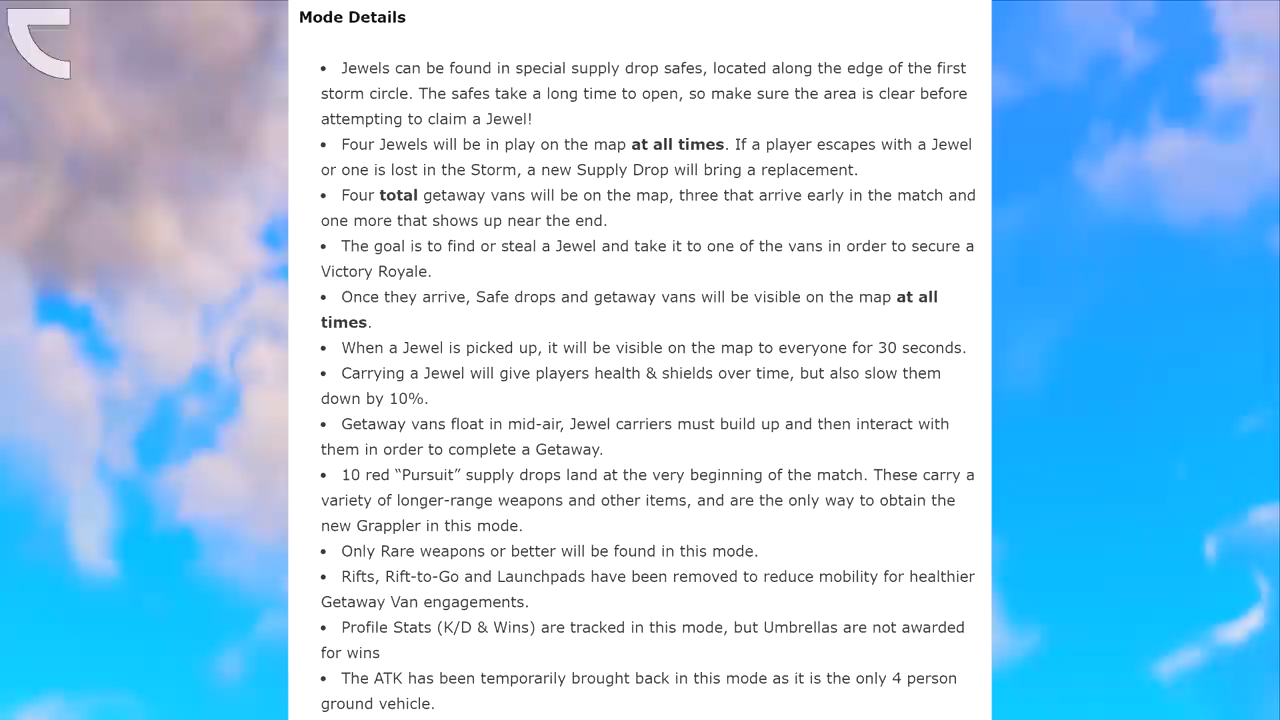 Mode Details
• Jewels can be found in special supply drop safes, located along the edge of the first
storm circle. The safes take a long time to open, so make sure the area is clear before
attempting to claim a Jewel!
• Four Jewels will be in play on the map at all times. If a player escapes with a Jewel
or one is lost in the Storm, a new Supply Drop will bring a replacement.
• Four total getaway vans will be on the map, three that arrive early in the match and
one more that shows up near the end.
• The goal is to find or steal a Jewel and take it to one of the vans in order to secure a
Victory Royale.
• Once they arrive, Safe drops and getaway vans will be visible on the map at all
times.
• When a Jewel is picked up, it will be visible on the map to everyone for 30 seconds.
• Carrying a Jewel will give players health & shields over time, but also slow them
down by 10%.
• Getaway vans float in mid-air, Jewel carriers must build up and then interact with
them in order to complete a Getaway.
• 10 red “Pursuit” supply drops land at the very beginning of the match. These carry a
variety of longer-range weapons and other items, and are the only way to obtain the
new Grappler in this mode.
• Only Rare weapons or better will be found in this mode.
• Rifts, Rift-to-Go and Launchpads have been removed to reduce mobility for healthier
Getaway Van engagements.
• Profile Stats (K/D & Wins) are tracked in this mode, but Umbrellas are not awarded
for wins
• The ATK has been temporarily brought back in this mode as it is the only 4 person
ground vehicle.